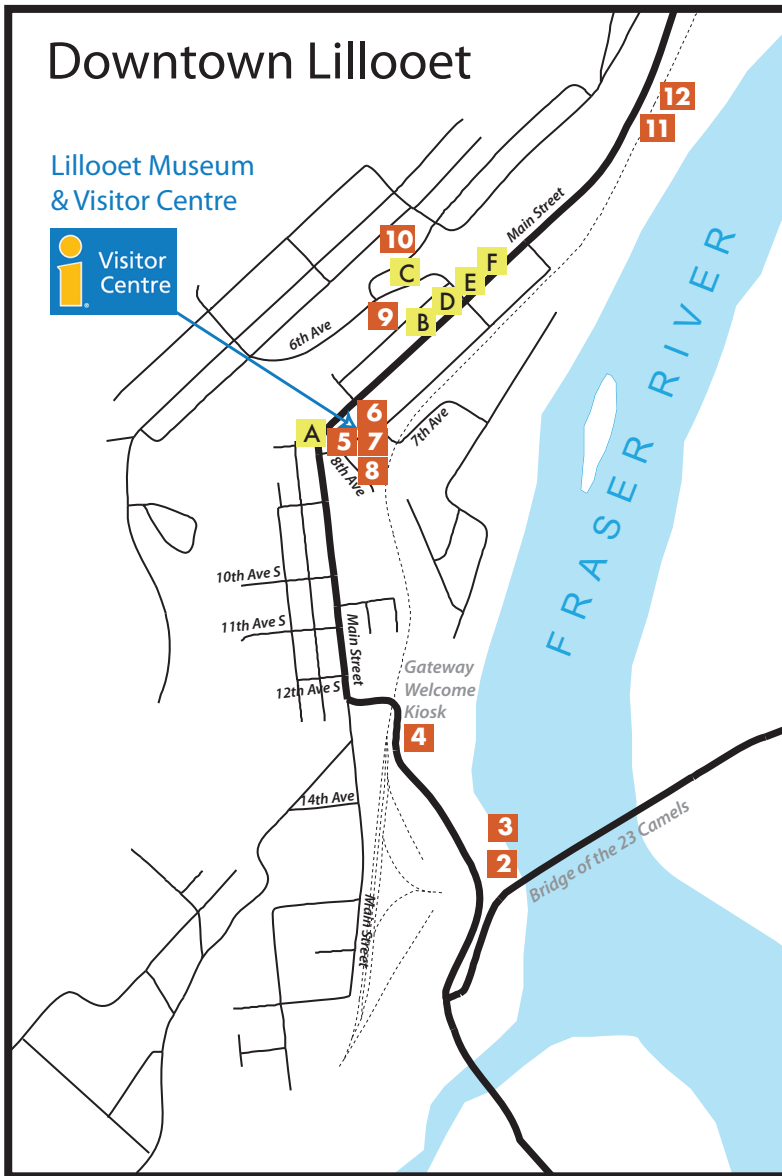 Downtown Lillooet
Lillooet Museum
& Visitor Centre
i Visitor
Centre
12
11
Main Street
10
C
F
E
D
B
9
6th Ave
6
A
5
7
7th Ave
8
8th Ave
FRASER RIVER
10th Ave S
11th Ave S
Main Street
12th Ave S
Gateway
Welcome
Kiosk
4
14th Ave
3
2
Bridge of the 23 Camels
Main Street